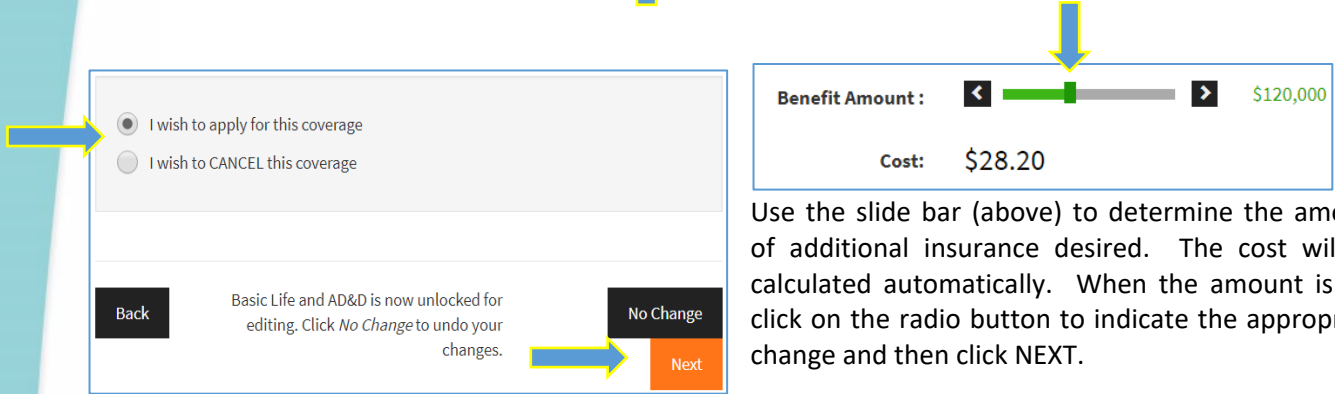 I wish to apply for this coverage
I wish to CANCEL this coverage
Back
Basic Life and AD&D is now unlocked for
editing. Click No Change to undo your
changes.
No Change
Next
Benefit Amount :
$120,000
Cost: $28.20
Use the slide bar (above) to determine the
of additional insurance desired. The cost
calculated automatically. When the amount is
click on the radio button to indicate the
change and then click NEXT.